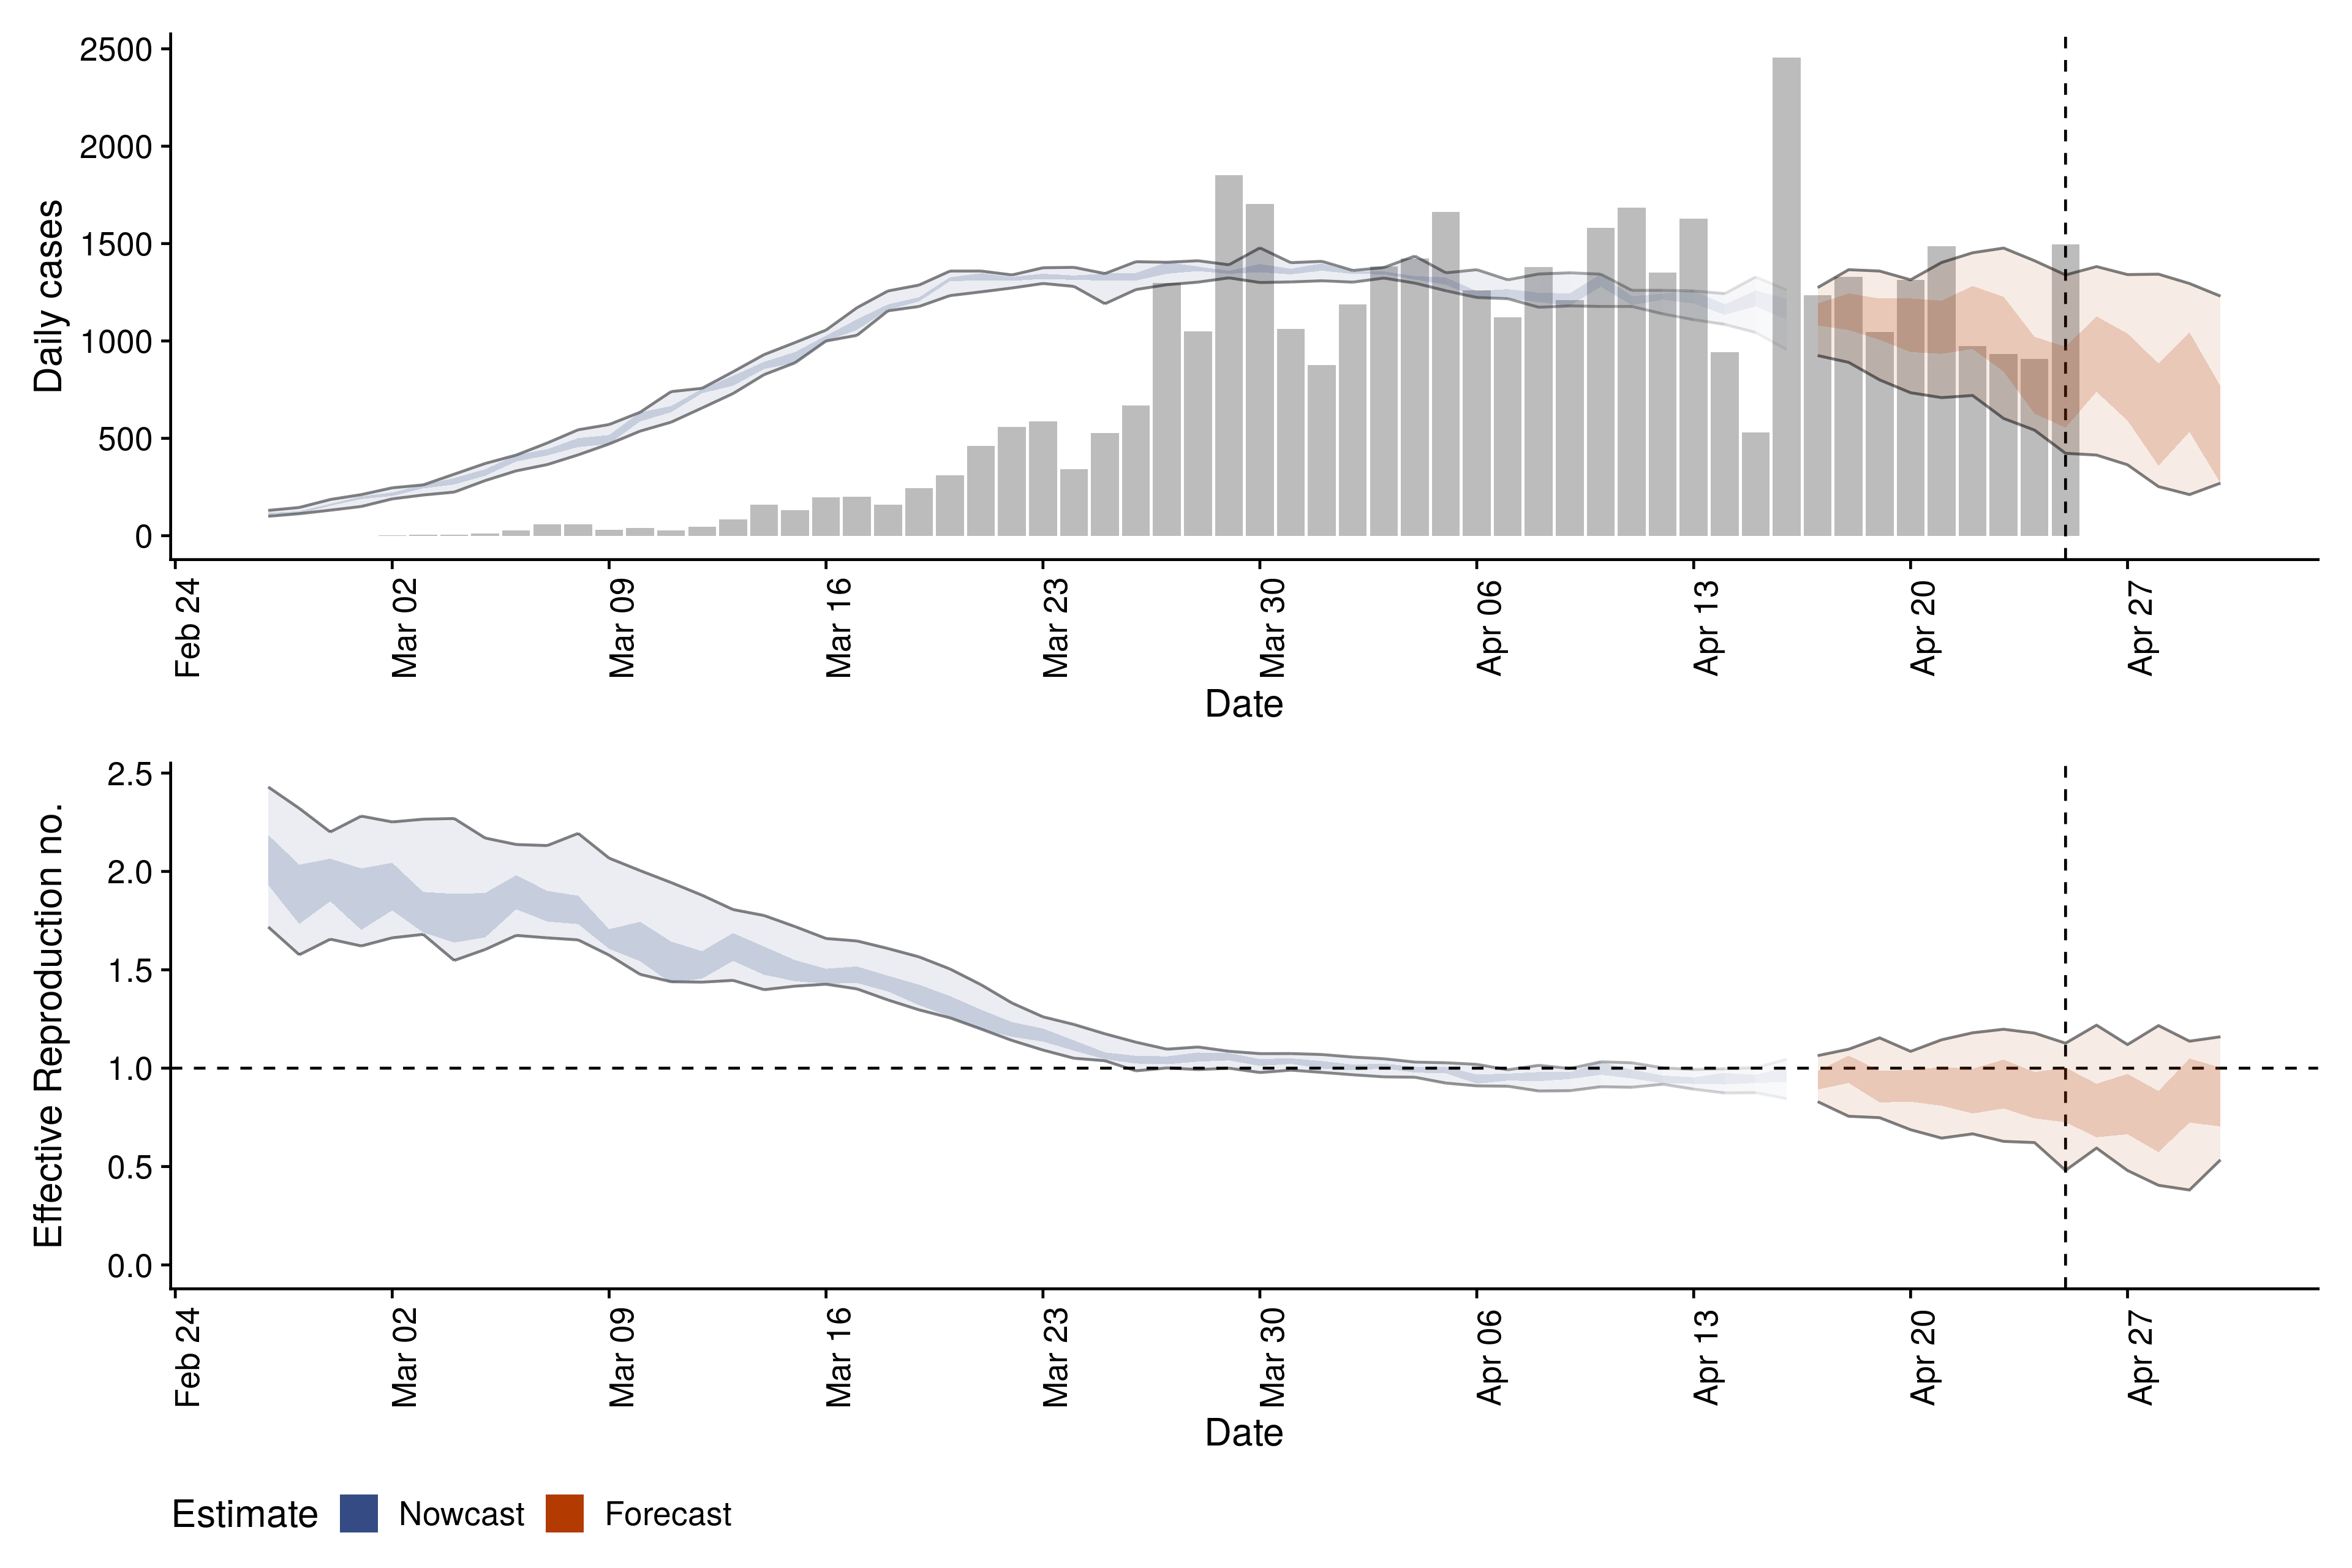 2500
2000
1500
1000
500
0
Daily cases
Feb 24
Mar 02
Mar 09
Mar 16
Mar 23
Mar 30
Apr 06
Apr 13
Apr 20
Apr 27
Date
2.5
2.0
1.5
1.0
0.5
0.0
Effective Reproduction no.
Feb 24
Mar 02
Mar 09
Mar 16
Mar 23
Mar 30
Apr 06
Apr 13
Apr 20
Apr 27
Date
Estimate Nowcast Forecast